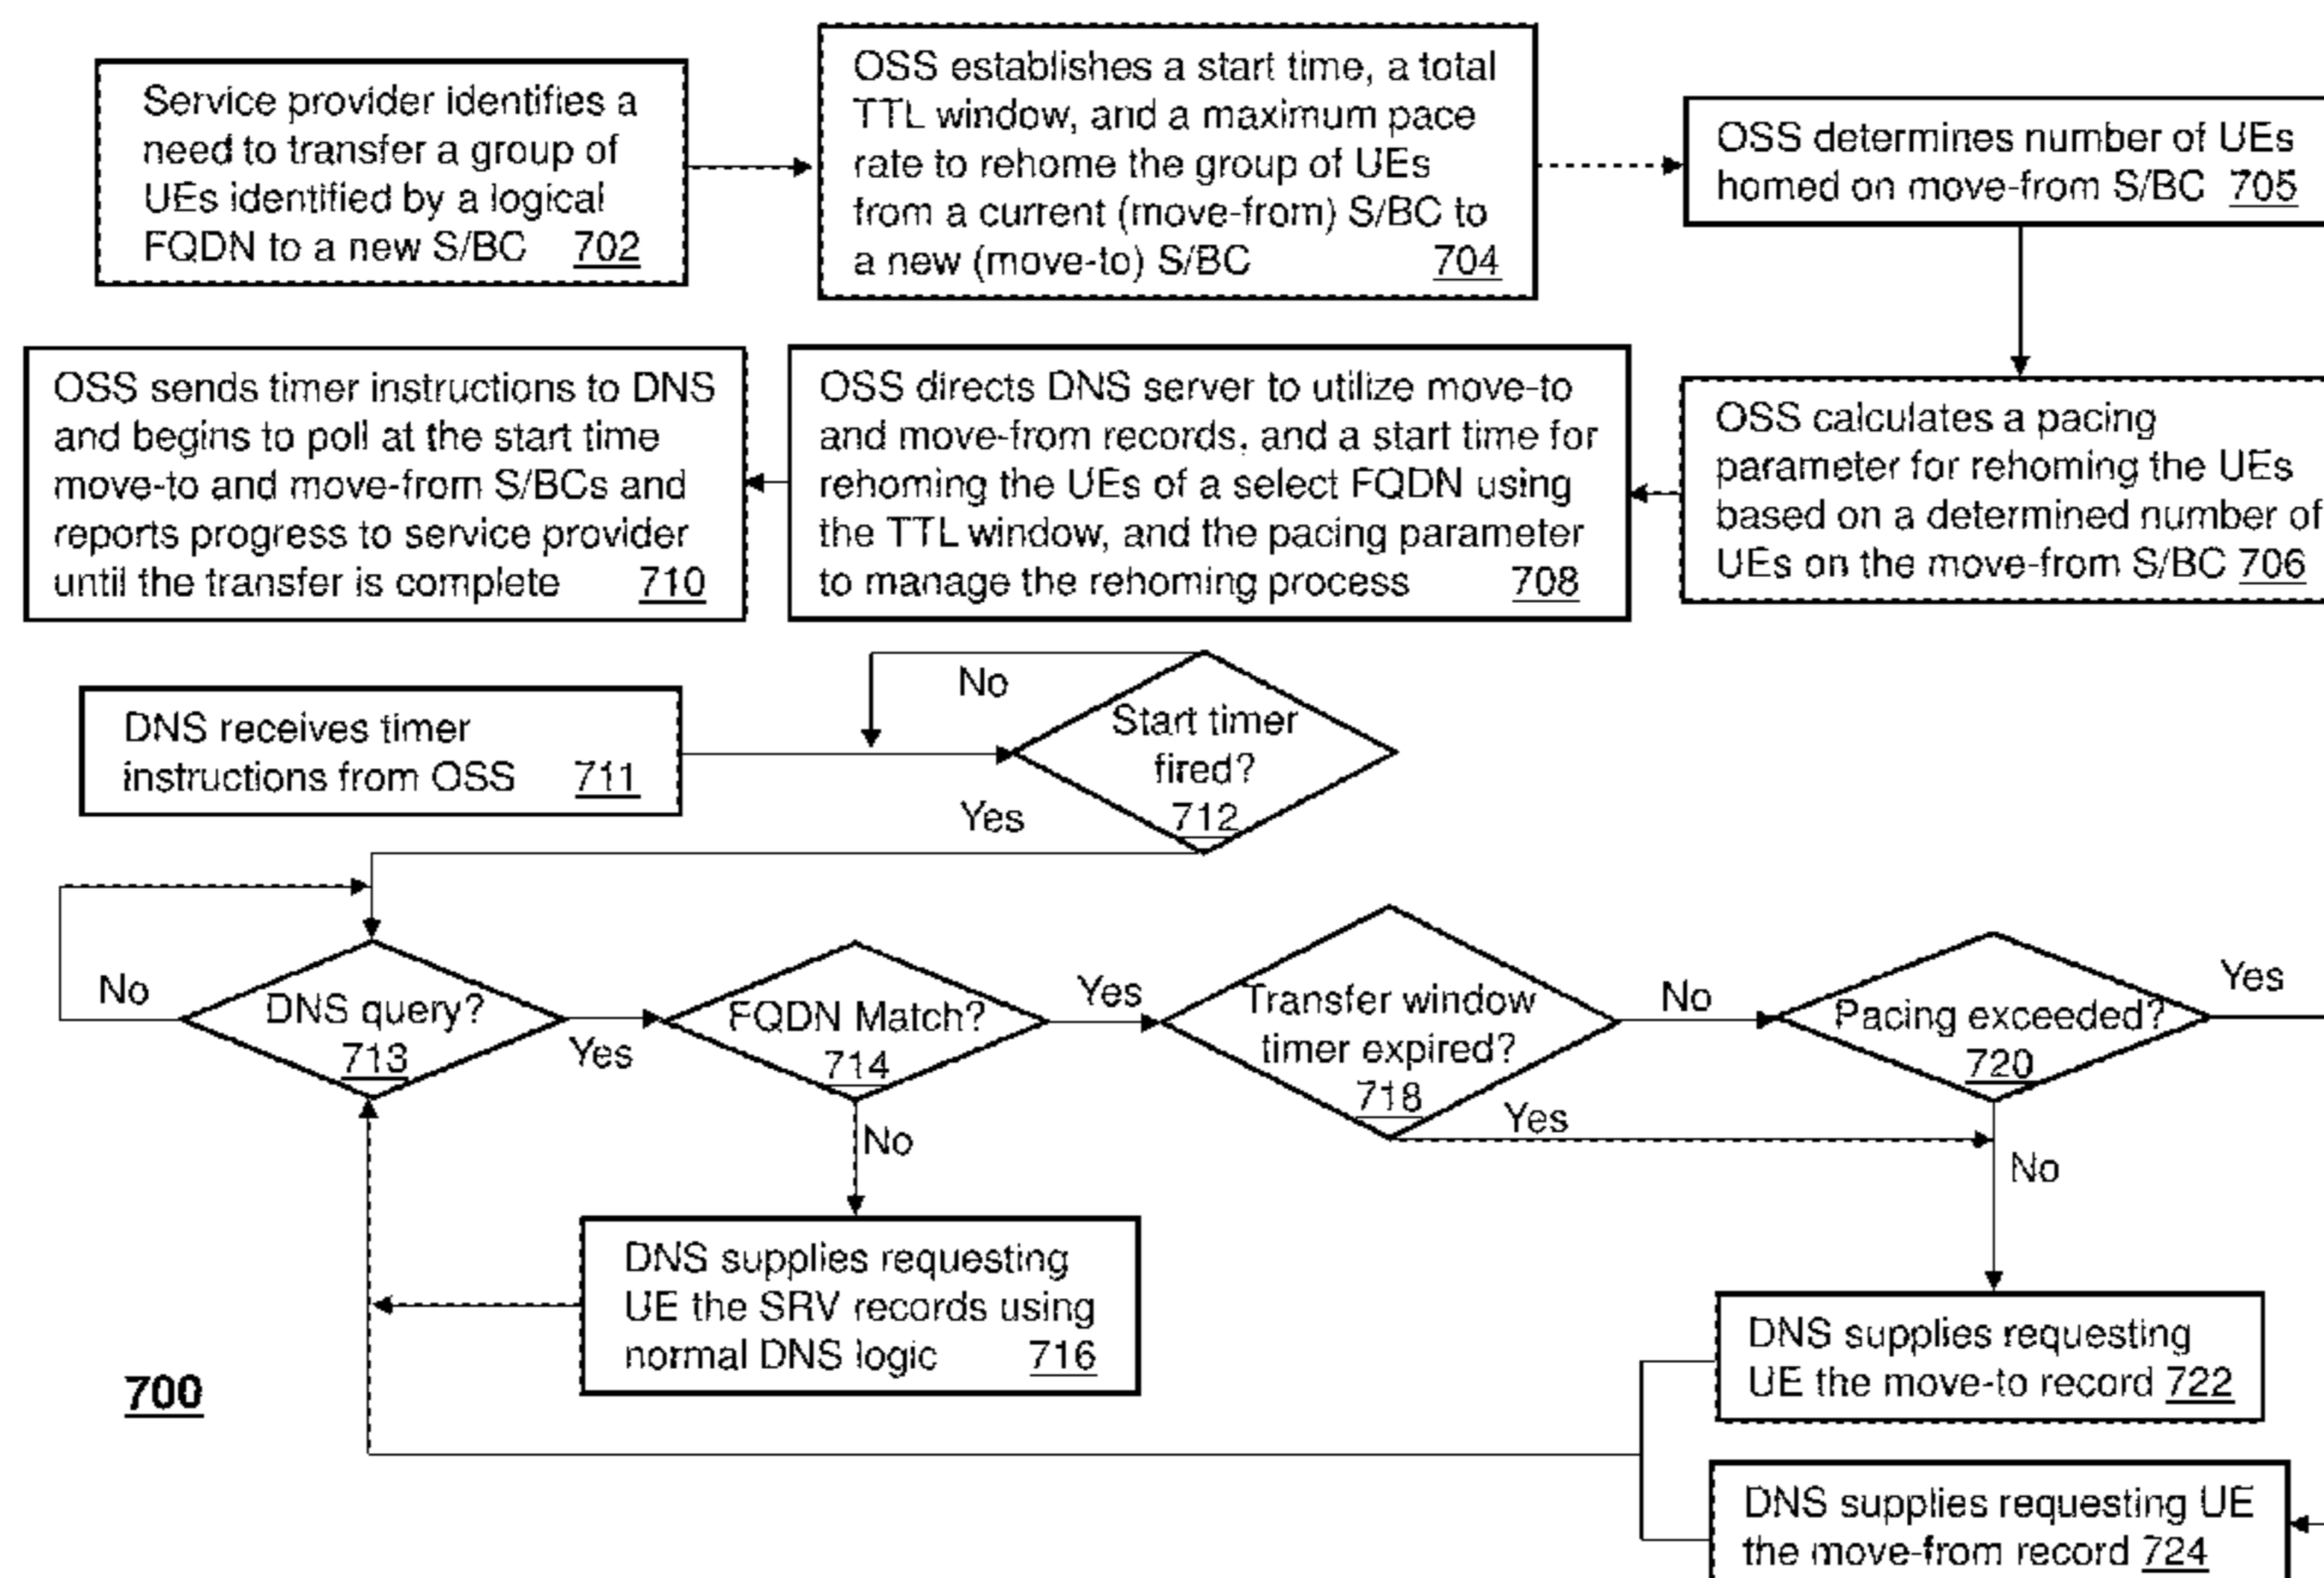 Service provider identifies a
need to transfer a group of
UEs identified by a logical
FQDN to a new S/BC 702
OSS establishes a start time, a total
TTL window, and a maximum pace
rate to rehome the group of UEs
from a current (move-from) S/BC to
a new (move-to) S/BC 704
OSS determines number of UEs
homed on move-from S/BC 705
OSS sends timer instructions to DNS
and begins to poll at the start time
move-to and move-from S/BCs and
reports progress to service provider
until the transfer is complete 710
OSS directs DNS server to utilize move-to
and move-from records, and a start time for
rehoming the UEs of a select FQDN using
the TTL window, and the pacing parameter
to manage the rehoming process 708
OSS calculates a pacing
parameter for rehoming the UEs
based on a determined number of
UEs on the move-from S/BC 706
DNS receives timer
instructions from OSS 711
No
Start timer
fired?
712
Yes
No
DNS query?
713
Yes
FQDN Match?
714
Yes
No
Transfer window
timer expired?
718
No
Yes
Pacing exceeded?
720
Yes
No
DNS supplies requesting
UE the SRV records using
normal DNS logic 716
DNS supplies requesting
UE the move-to record 722
DNS supplies requesting UE
the move-from record 724
700